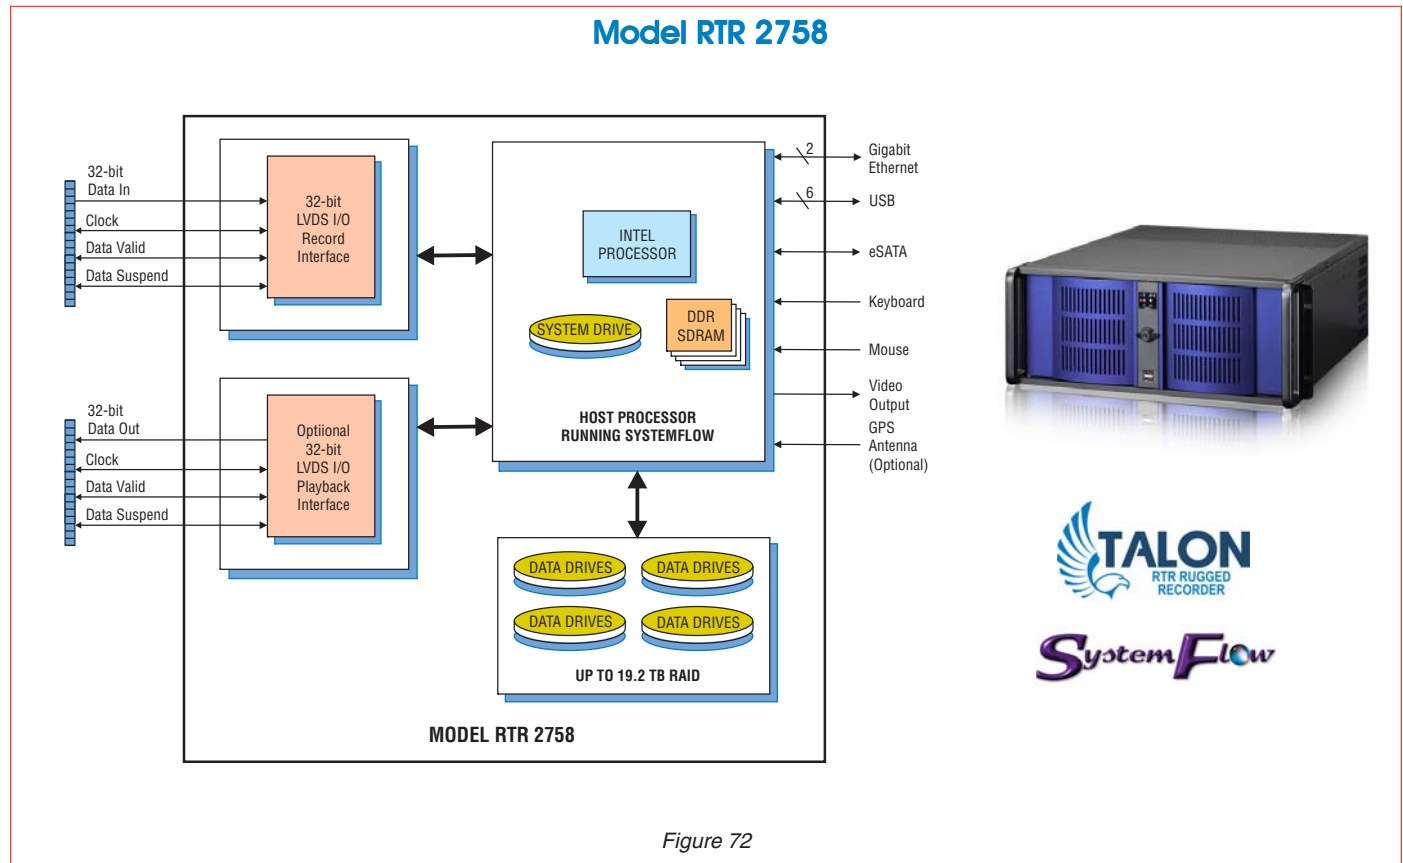 Model RTR 2758
32-bit
Data In
Clock
Data Valid
Data Suspend
32-bit
LVDS I/O
Record
Interface
32-bit
Data Out
Clock
Data Valid
Data Suspend
Optiional
32-bit
LVDS I/O
Playback
Interface
INTEL
PROCESSOR
SYSTEM DRIVE
DDR
SDRAM
HOST PROCESSOR
RUNNING SYSTEMFLOW
2
Gigabit
Ethernet
6
USB
eSATA
Keyboard
Mouse
Video
Output
GPS
Antenna
(Optional)
DATA DRIVES
DATA DRIVES
DATA DRIVES
DATA DRIVES
UP TO 19.2 TB RAID
MODEL RTR 2758
TALON
RTR RUGGED
RECORDER
SystemFlow
Figure 72